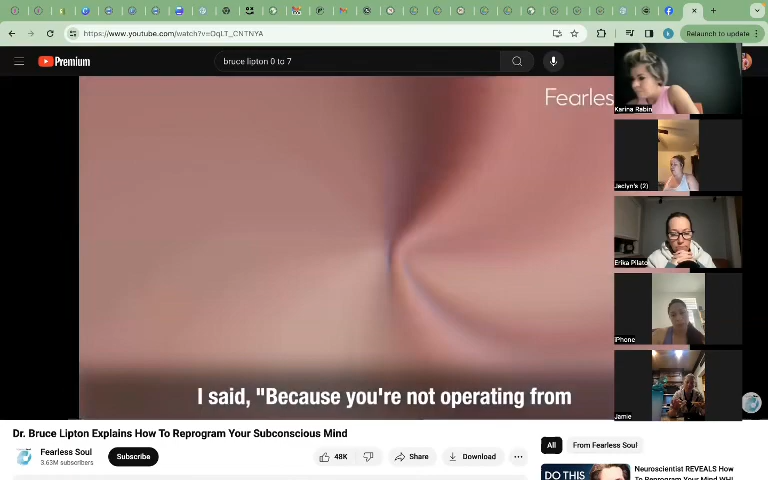 https://www.youtube.com/watch?v=OqLT_CNTNYA
Relaunch to update
Premium
bruce lipton 0 to 7
Fearless
Karina Rabin
Jaclyn's (2)
Erika Pilato
iPhone
Jamie
I said, "Because you're not operating from
Dr. Bruce Lipton Explains How To Reprogram Your Subconscious Mind
Fearless Soul
3.63M subscribers
Subscribe
48K
Share
Download
All
From Fearless Soul
DO THIS
Neuroscientist REVEALS How
To Reprogram Your Mind WHI